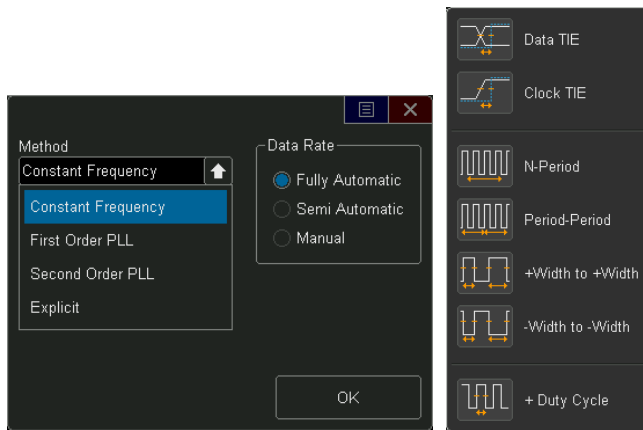 Method
Constant Frequency
Constant Frequency
First Order PLL
Second Order PLL
Explicit
Data Rate
Fully Automatic
Semi Automatic
Manual
OK
Data TIE
Clock TIE
N-Period
Period-Period
+Width to +Width
-Width to -Width
+ Duty Cycle